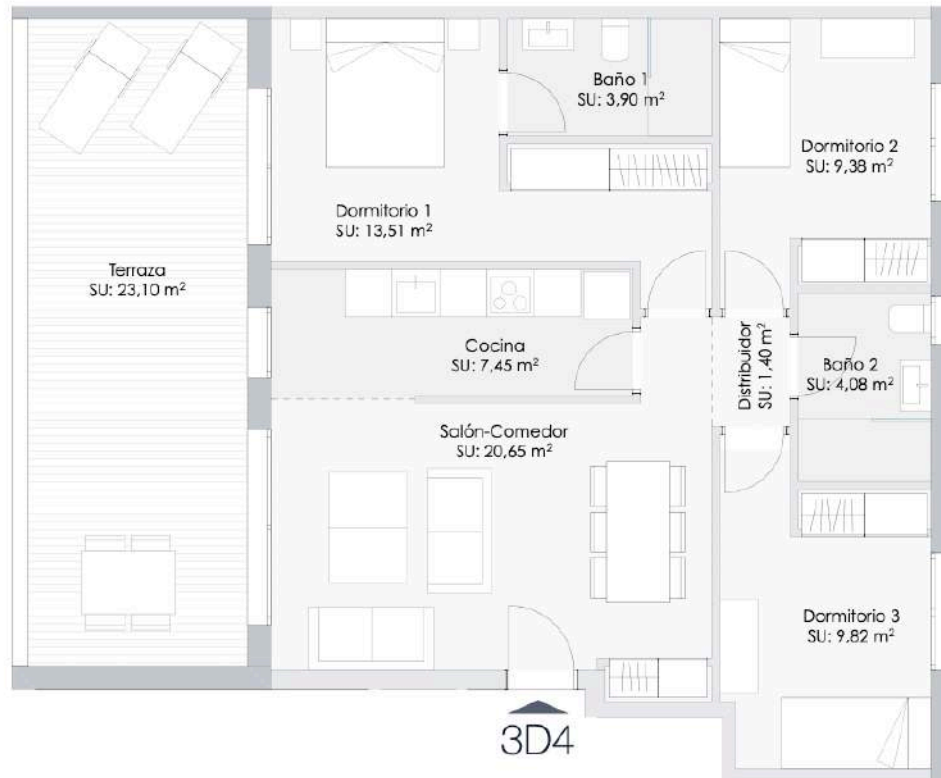 Baño 1
SU: 3,90 m²
Dormitorio 2
SU: 9,38 m²
Dormitorio 1
SU: 13,51 m²
Terraza
SU: 23,10 m²
Cocina
SU: 7,45 m²
Distribuidor
SU: 1,40 m²
Baño 2
SU: 4,08 m²
Salón-Comedor
SU: 20,65 m²
Dormitorio 3
SU: 9,82 m²
3D4